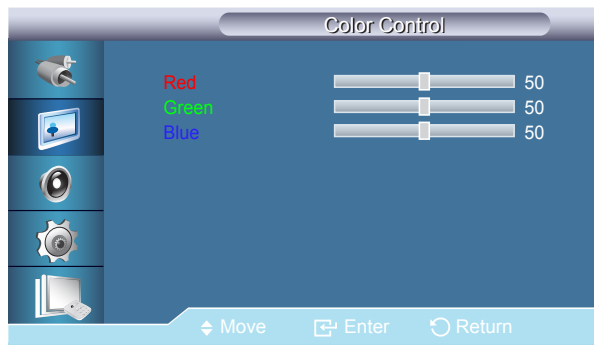 Color Control
Red 50
Green 50
Blue 50
Move Enter Return